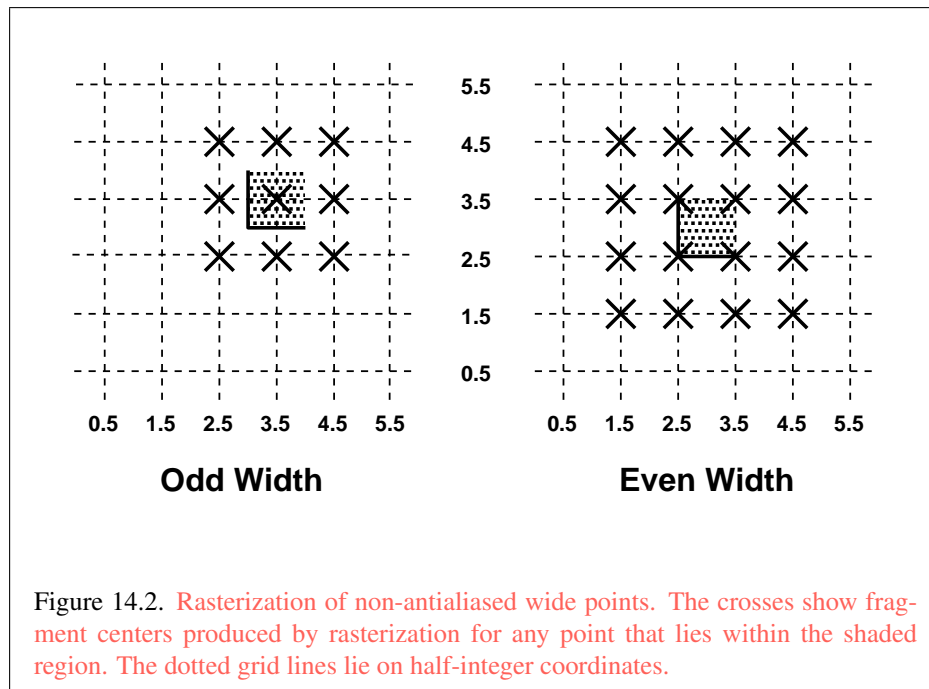 5.5
4.5
3.5
2.5
1.5
0.5
0.5 1.5 2.5 3.5 4.5 5.5
0.5 1.5 2.5 3.5 4.5 5.5
Odd Width
Even Width
Figure 14.2. Rasterization of non-antialiased wide points. The crosses show frag-
ment centers produced by rasterization for any point that lies within the shaded
region. The dotted grid lines lie on half-integer coordinates.